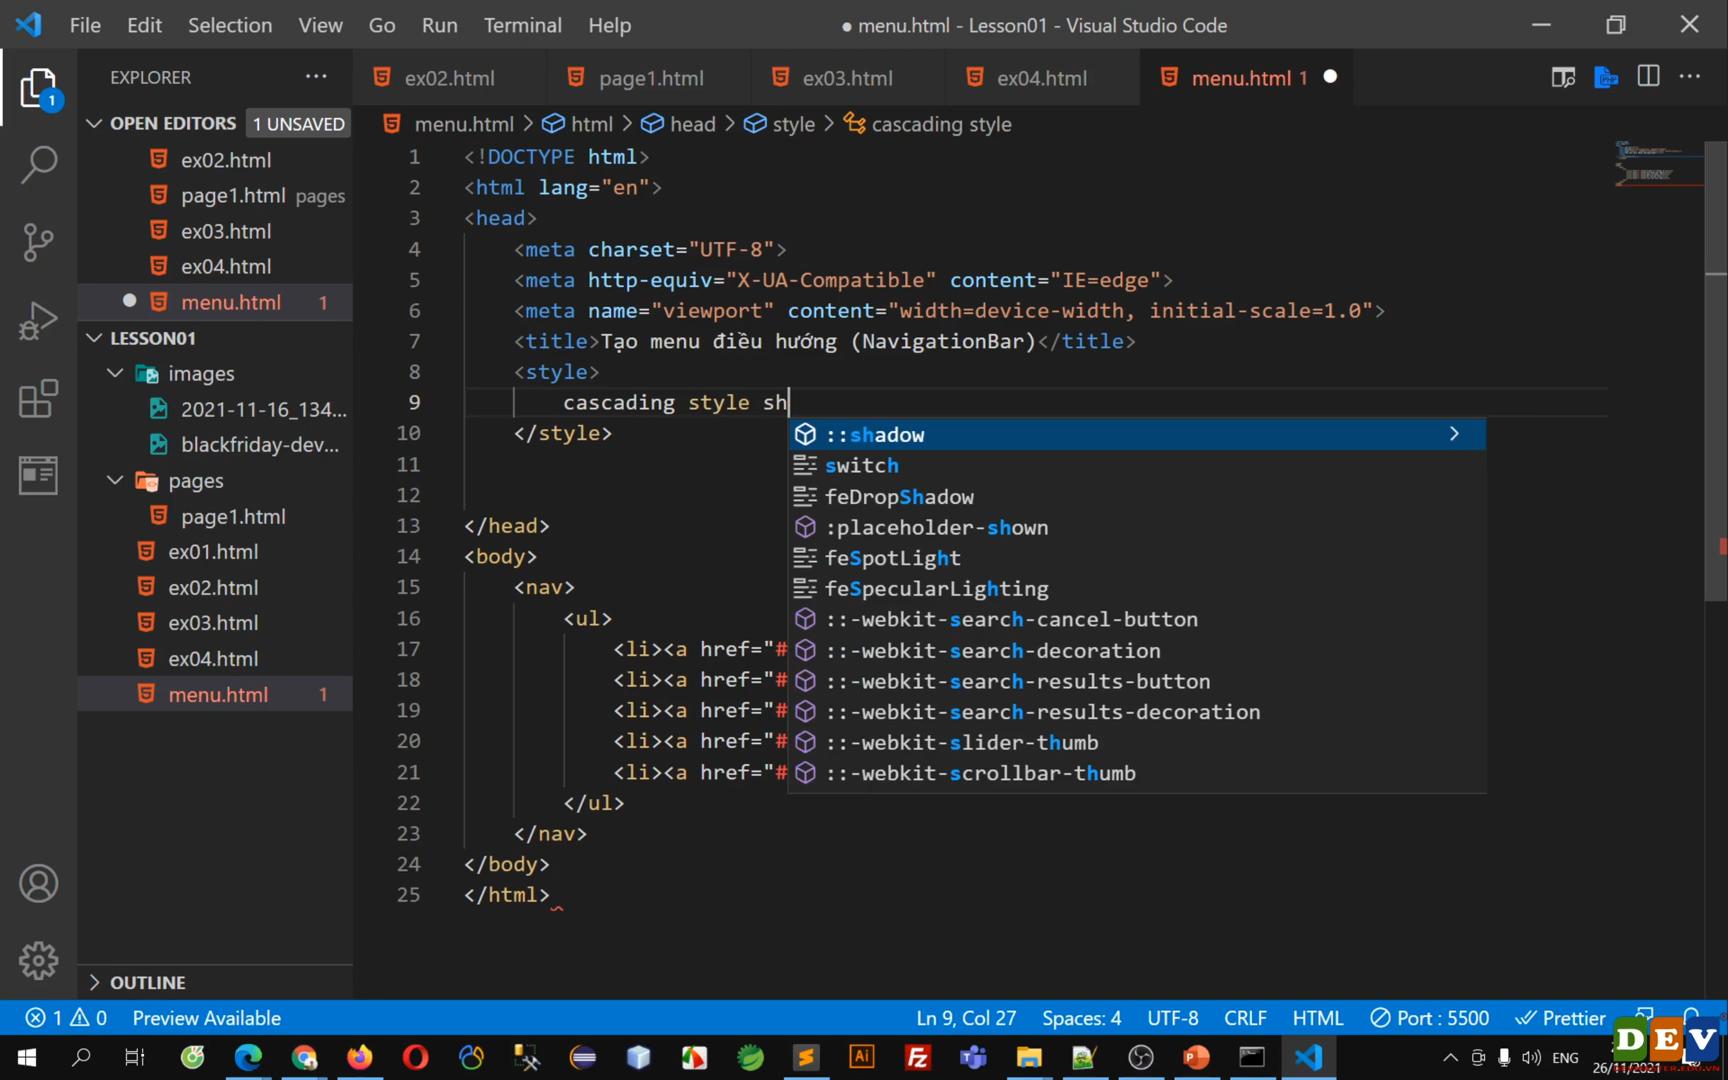 File Edit Selection View Go Run Terminal Help
● menu.html - Lesson01 - Visual Studio Code
EXPLORER ···
ex02.html page1.html ex03.html ex04.html menu.html 1
OPEN EDITORS 1 UNSAVED
ex02.html
page1.html pages
ex03.html
ex04.html
menu.html 1
LESSON01
images
2021-11-16_134...
blackfriday-dev...
pages
page1.html
ex01.html
ex02.html
ex03.html
ex04.html
menu.html 1
OUTLINE
1
menu.html > html > head > style > cascading style
1 <!DOCTYPE html>
2 <html lang="en">
3 <head>
4 <meta charset="UTF-8">
5 <meta http-equiv="X-UA-Compatible" content="IE=edge">
6 <meta name="viewport" content="width=device-width, initial-scale=1.0">
7 <title>Tạo menu điều hướng (NavigationBar)</title>
8 <style>
9 cascading style sh
10 </style>
11
12
13 </head>
14 <body>
15 <nav>
16 <ul>
17 <li><a href="#
18 <li><a href="#
19 <li><a href="#
20 <li><a href="#
21 <li><a href="#
22 </ul>
23 </nav>
24 </body>
25 </html>
::shadow
switch
feDropShadow
:placeholder-shown
feSpotLight
feSpecularLighting
::-webkit-search-cancel-button
::-webkit-search-decoration
::-webkit-search-results-button
::-webkit-search-results-decoration
::-webkit-slider-thumb
::-webkit-scrollbar-thumb
1 0 Preview Available Ln 9, Col 27 Spaces: 4 UTF-8 CRLF HTML Port : 5500 Prettier
Ai Fz ENG
26/11/2021
DEV